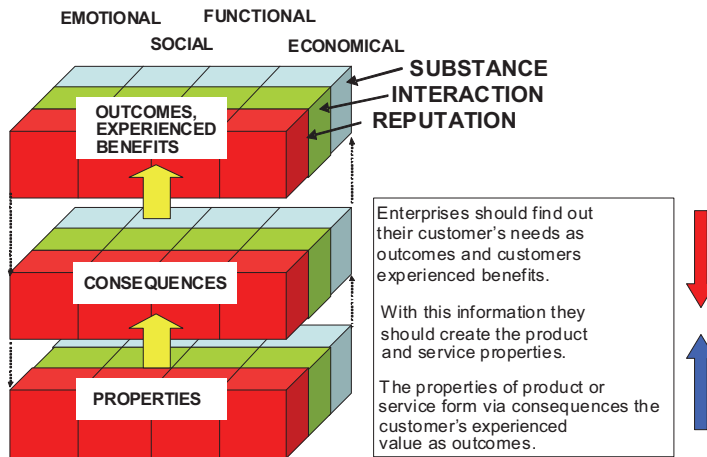 EMOTIONAL
FUNCTIONAL
SOCIAL
ECONOMICAL
SUBSTANCE
INTERACTION
REPUTATION
OUTCOMES,
EXPERIENCED
BENEFITS
CONSEQUENCES
PROPERTIES
Enterprises should find out
their customer's needs as
outcomes and customers
experienced benefits.
With this information they
should create the product
and service properties.
The properties of product or
service form via consequences the
customer's experienced
value as outcomes.